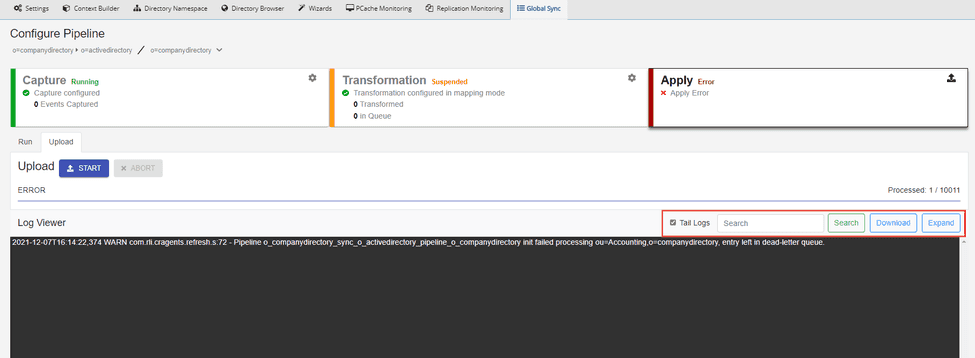 Settings Context Builder Directory Namespace Directory Browser Wizards PCache Monitoring Replication Monitoring Global Sync
Configure Pipeline
o=companydirectory o=activedirectory / o=companydirectory
Capture Running
Capture configured
0 Events Captured
Transformation Suspended
Transformation configured in mapping mode
0 Transformed
0 in Queue
Apply Error
Apply Error
Run Upload
Upload START ABORT
ERROR Processed: 1 / 10011
Log Viewer Tail Logs Search Search Download Expand
2021-12-07T16:14:22,374 WARN com.rli.cragents.refresh.s:72 - Pipeline o_companydirectory_sync_o_activedirectory_pipeline_o_companydirectory init failed processing ou=Accounting,o=companydirectory, entry left in dead-letter queue.